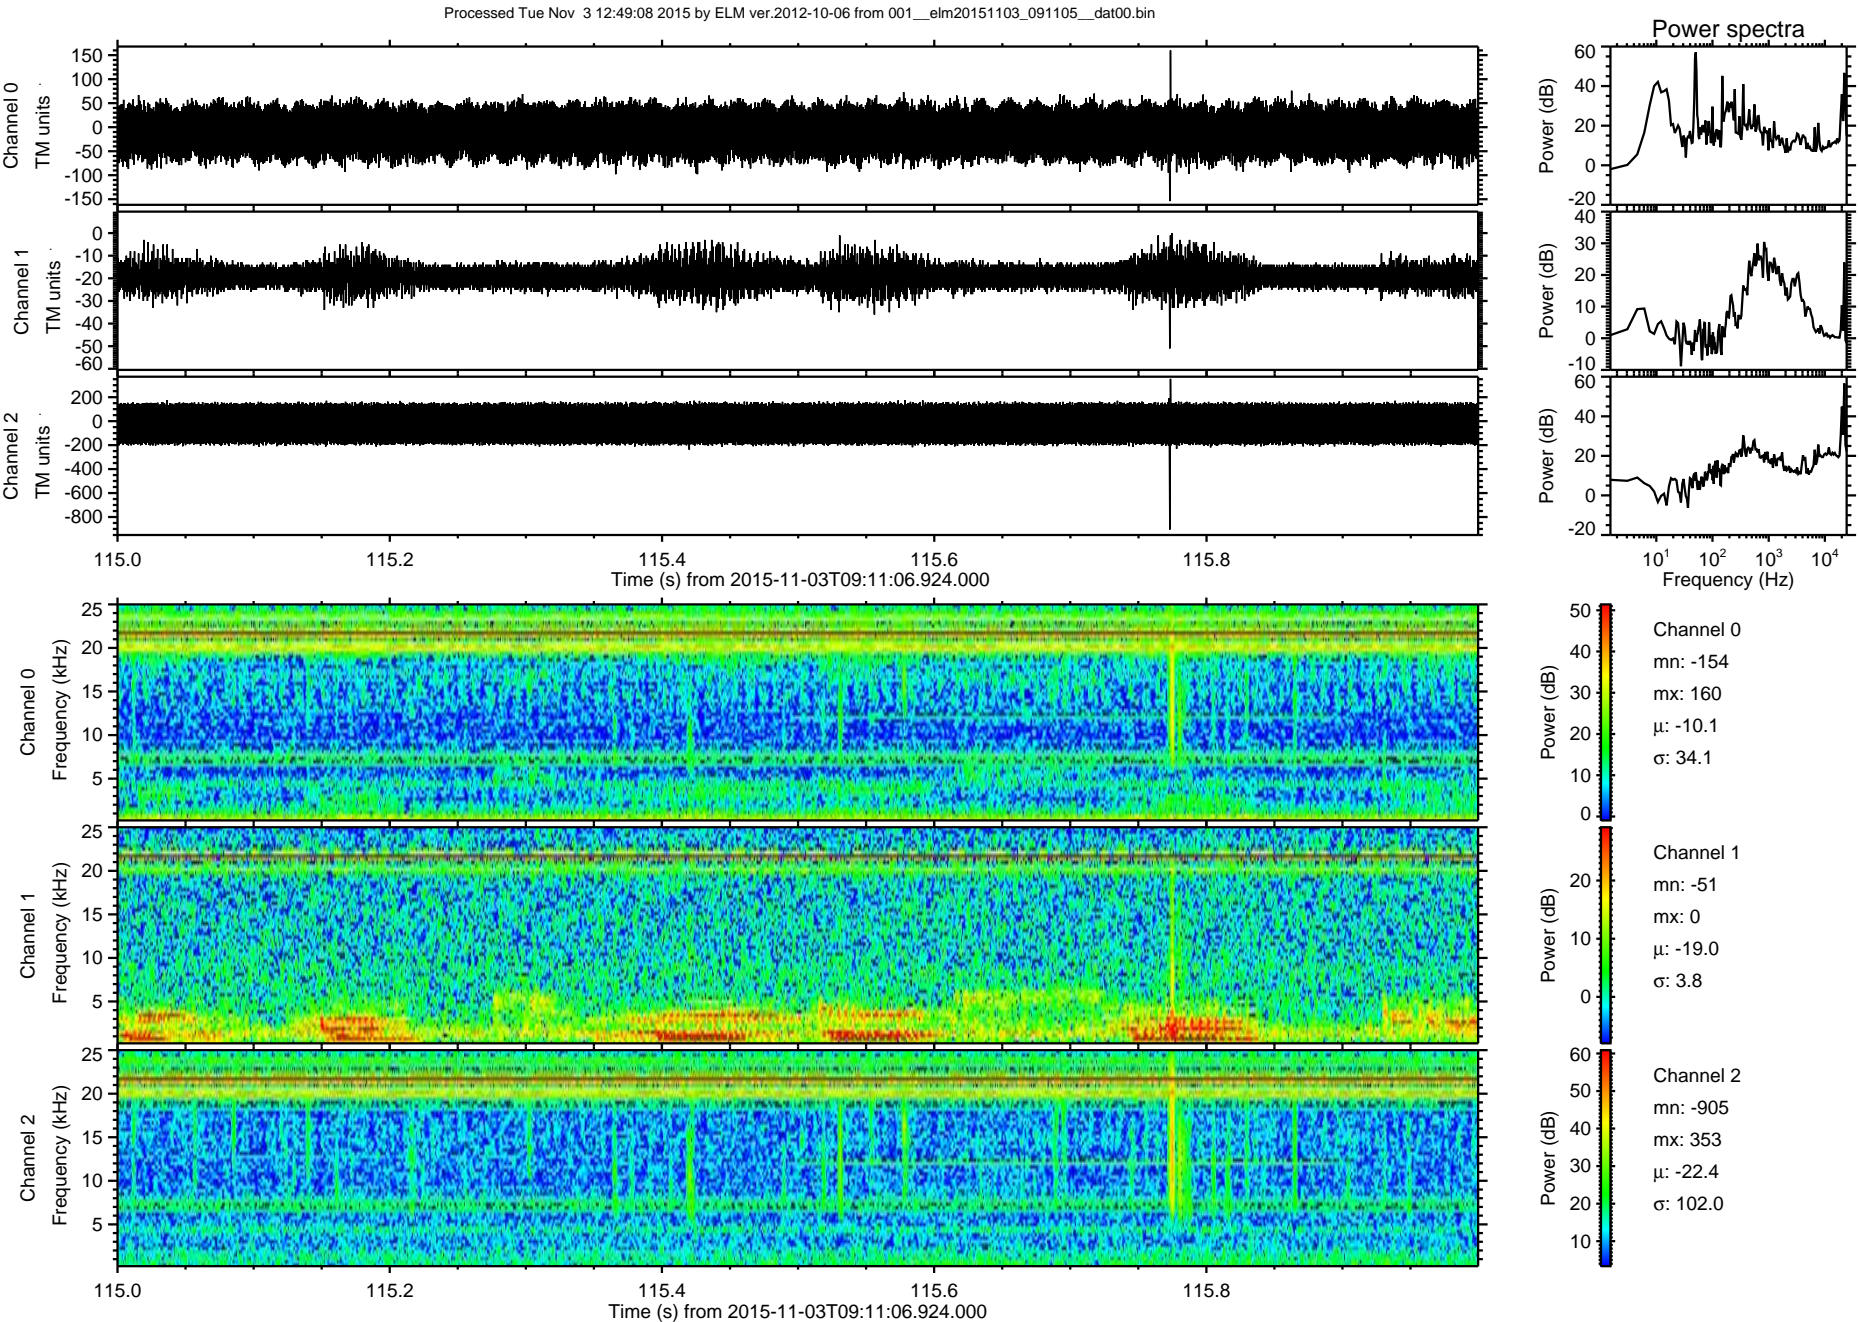 Processed Tue Nov  3 12:49:08 2015 by ELM ver.2012-10-06 from 001__elm20151103_091105__dat00.bin
Power spectra
Channel 0
TM units
150
100
50
0
-50
-100
-150
Power (dB)
60
40
20
0
-20
Channel 1
TM units
0
-10
-20
-30
-40
-50
-60
Power (dB)
40
30
20
10
0
-10
Channel 2
TM units
200
0
-200
-400
-600
-800
Power (dB)
60
40
20
0
-20
115.0 115.2 115.4 115.6 115.8
Time (s) from 2015-11-03T09:11:06.924.000
10¹ 10² 10³ 10⁴
Frequency (Hz)
Channel 0
Frequency (kHz)
25
20
15
10
5
Power (dB)
50
40
30
20
10
0
Channel 0
mn: -154
mx: 160
μ: -10.1
σ: 34.1
Channel 1
Frequency (kHz)
25
20
15
10
5
Power (dB)
20
10
0
Channel 1
mn: -51
mx: 0
μ: -19.0
σ: 3.8
Channel 2
Frequency (kHz)
25
20
15
10
5
Power (dB)
60
50
40
30
20
10
Channel 2
mn: -905
mx: 353
μ: -22.4
σ: 102.0
115.0 115.2 115.4 115.6 115.8
Time (s) from 2015-11-03T09:11:06.924.000